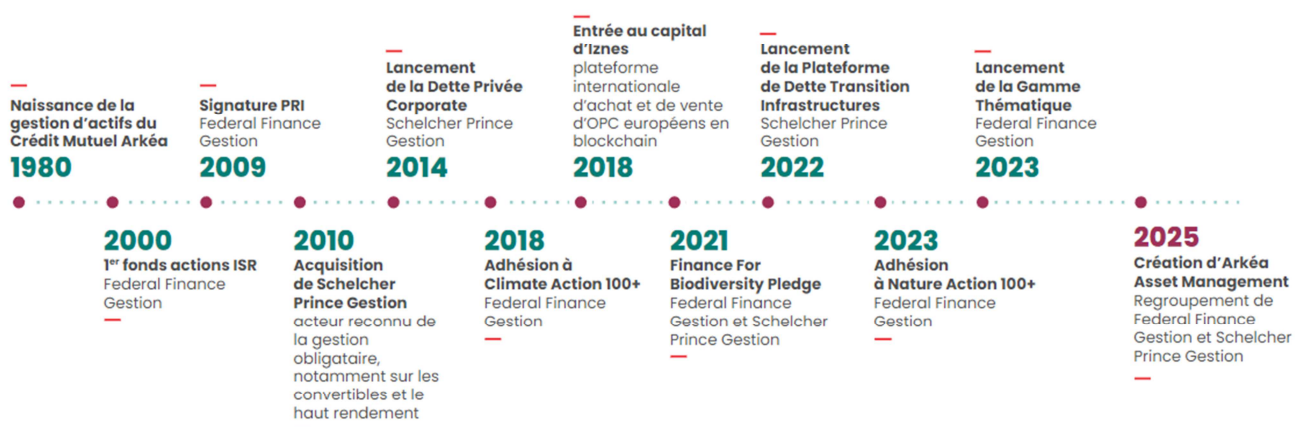 Naissance de la
gestion d'actifs du
Crédit Mutuel Arkéa
1980
2000
1er fonds actions ISR
Federal Finance
Gestion
Signature PRI
Federal Finance
Gestion
2009
2010
Acquisition
de Schelcher
Prince Gestion
acteur reconnu de
la gestion
obligataire,
notamment sur les
convertibles et le
haut rendement
Lancement
de la Dette Privée
Corporate
Schelcher Prince
Gestion
2014
2018
Adhésion à
Climate Action 100+
Federal Finance
Gestion
Entrée au capital
d'Iznes
plateforme
internationale
d'achat et de vente
d'OPC européens en
blockchain
2018
2021
Finance For
Biodiversity Pledge
Federal Finance
Gestion et Schelcher
Prince Gestion
Lancement
de la Plateforme
de Dette Transition
Infrastructures
Schelcher Prince
Gestion
2022
2023
Adhésion
à Nature Action 100+
Federal Finance
Gestion
Lancement
de la Gamme
Thématique
Federal Finance
Gestion
2023
2025
Création d'Arkéa
Asset Management
Regroupement de
Federal Finance
Gestion et Schelcher
Prince Gestion